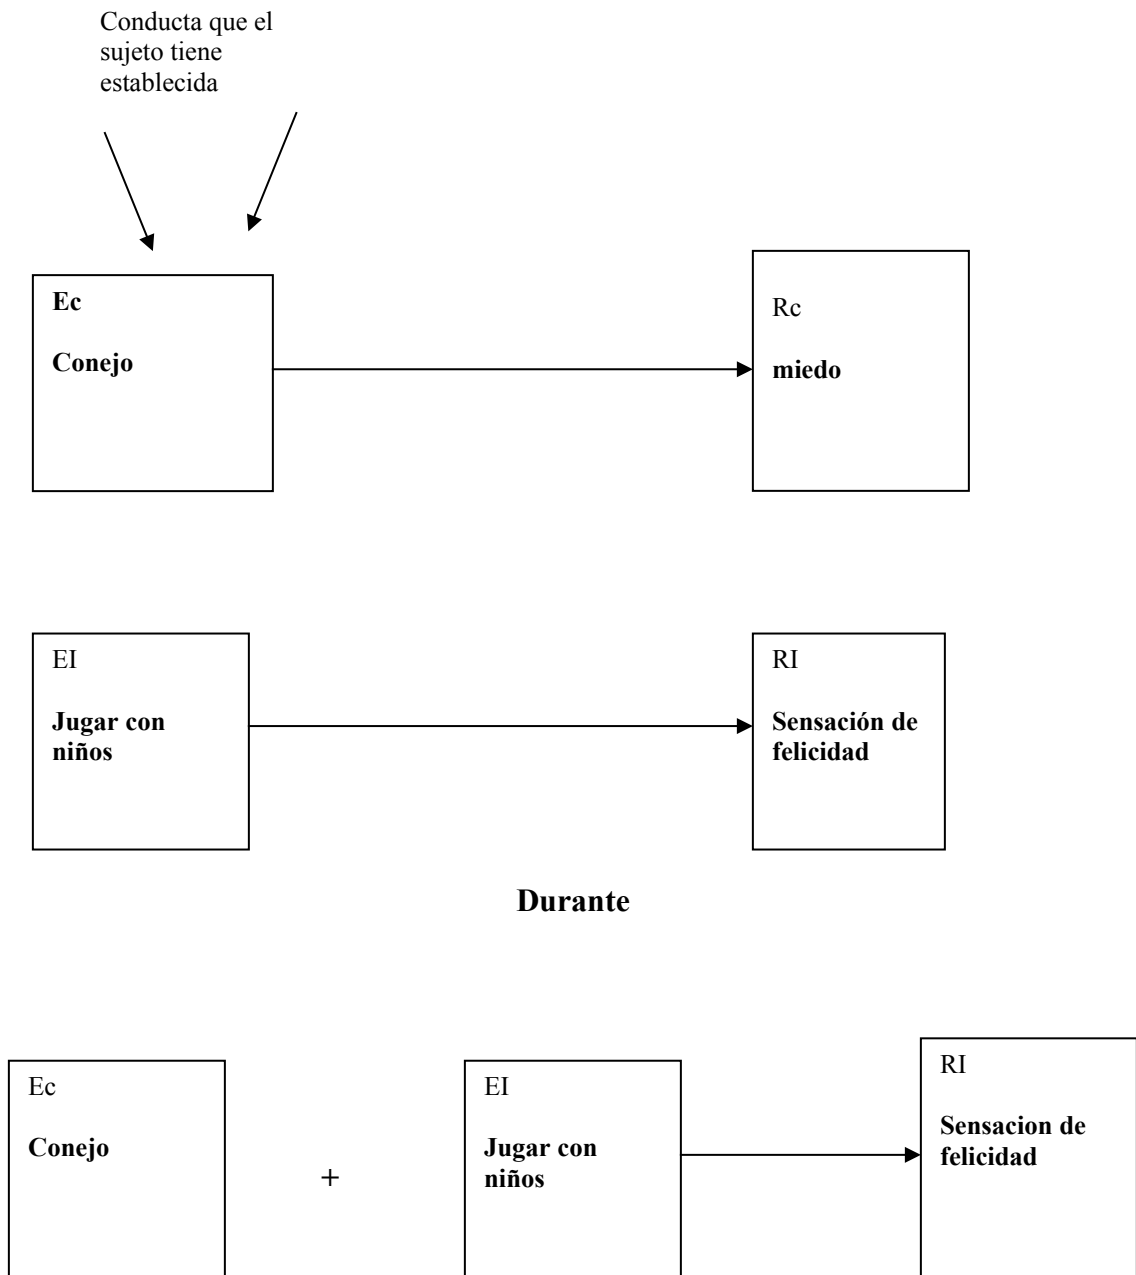 Conducta que el
sujeto tiene
establecida
Ec
Conejo
Rc
miedo
EI
Jugar con
niños
RI
Sensación de
felicidad
Durante
Ec
Conejo
+
EI
Jugar con
niños
RI
Sensacion de
felicidad